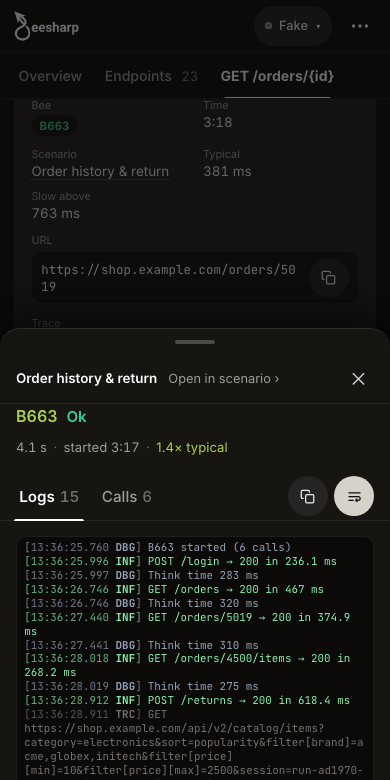 Beesharp
Fake
Overview Endpoints 23 GET /orders/{id}
Bee Time
B663 3:18
Scenario Typical
Order history & return 381 ms
Slow above
763 ms
URL
https://shop.example.com/orders/50
19
Trace
Order history & return Open in scenario ›
B663 Ok
4.1 s · started 3:17 · 1.4× typical
Logs 15 Calls 6
[13:36:25.760 DBG] B663 started (6 calls)
[13:36:25.996 INF] POST /login → 200 in 236.1 ms
[13:36:25.997 DBG] Think time 283 ms
[13:36:26.746 INF] GET /orders → 200 in 467 ms
[13:36:26.746 DBG] Think time 320 ms
[13:36:27.440 INF] GET /orders/5019 → 200 in 374.9
ms
[13:36:27.441 DBG] Think time 310 ms
[13:36:28.018 INF] GET /orders/4500/items → 200 in
268.2 ms
[13:36:28.019 DBG] Think time 275 ms
[13:36:28.912 INF] POST /returns → 200 in 618.4 ms
[13:36:28.911 TRC] GET
https://shop.example.com/api/v2/catalog/items?
category=electronics&sort=popularity&filter[brand]=a
cme,globex,initech&filter[price]
[min]=10&filter[price][max]=2500&session=run-ad1970-